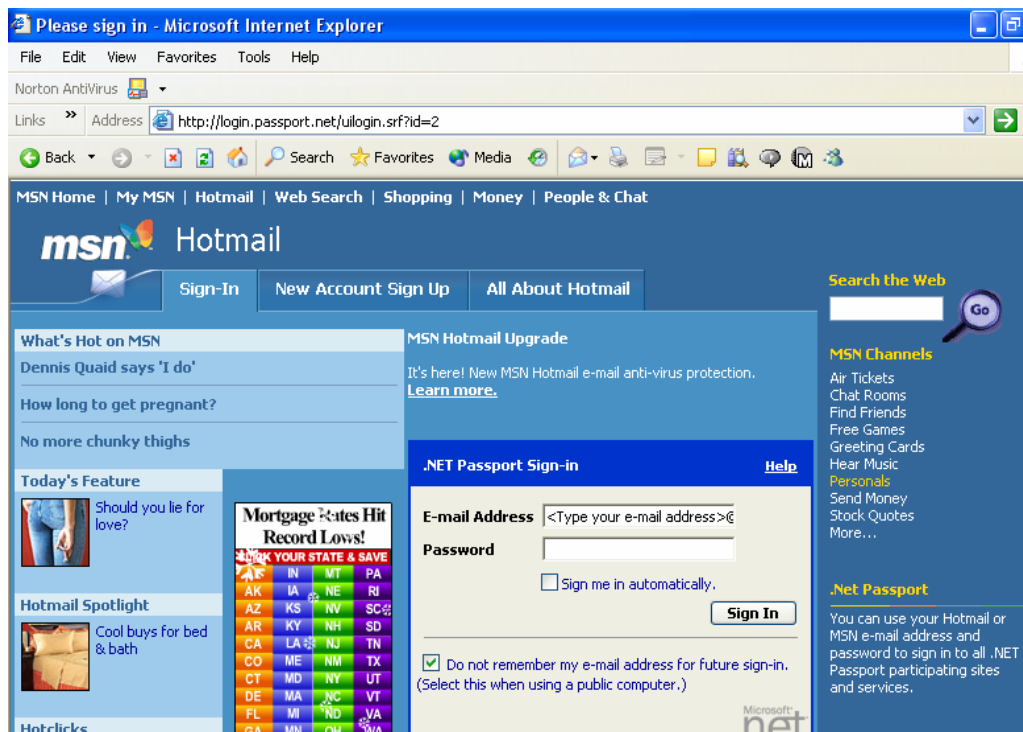 Please sign in - Microsoft Internet Explorer
File Edit View Favorites Tools Help
Norton AntiVirus
Links » Address http://login.passport.net/uilogin.srf?id=2
Back Search Favorites Media
MSN Home | My MSN | Hotmail | Web Search | Shopping | Money | People & Chat
msn Hotmail
Sign-In New Account Sign Up All About Hotmail
What's Hot on MSN
Dennis Quaid says 'I do'
How long to get pregnant?
No more chunky thighs
Today's Feature
Should you lie for
love?
Hotmail Spotlight
Cool buys for bed
& bath
Hotclicks
Mortgage Rates Hit
Record Lows!
YOUR STATE & SAVE
IN MT PA
AK IA NE RI
AZ KS NV SC
AR KY NH SD
CA LA NJ TN
CO ME NM TX
CT MD NY UT
DE MA NC VT
FL MI ND VA
GA MN OH WA
MSN Hotmail Upgrade
It's here! New MSN Hotmail e-mail anti-virus protection.
Learn more.
.NET Passport Sign-in Help
E-mail Address <Type your e-mail address>@
Password
Sign me in automatically.
Sign In
Do not remember my e-mail address for future sign-in.
(Select this when using a public computer.)
Microsoft
net
Search the Web
Go
MSN Channels
Air Tickets
Chat Rooms
Find Friends
Free Games
Greeting Cards
Hear Music
Personals
Send Money
Stock Quotes
More...
.Net Passport
You can use your Hotmail or
MSN e-mail address and
password to sign in to all .NET
Passport participating sites
and services.